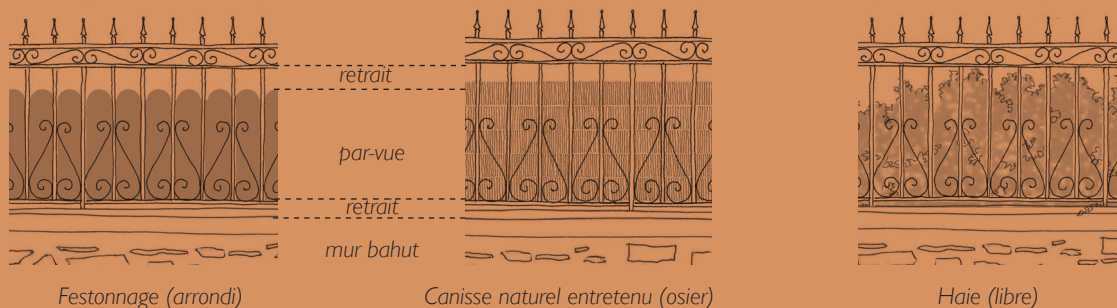 retrait
par-vue
retrait
mur bahut
Festonnage (arrondi)
Canisse naturel entretenu (osier)
Haie (libre)